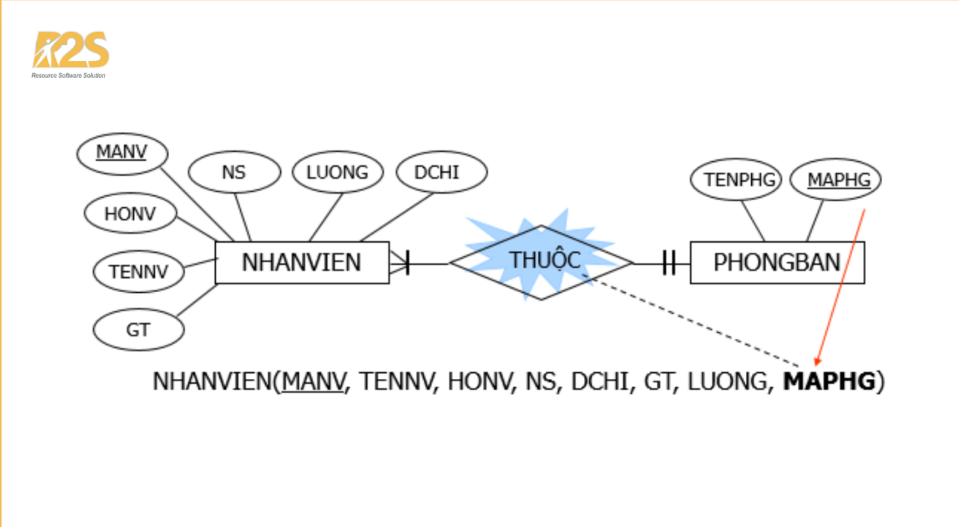 R2S
Resource Software Solution
MANV
NS
LUONG
DCHI
TENPHG
MAPHG
HONV
TENNV
GT
NHANVIEN
THUỘC
PHONGBAN
NHANVIEN(MANV, TENNV, HONV, NS, DCHI, GT, LUONG, MAPHG)